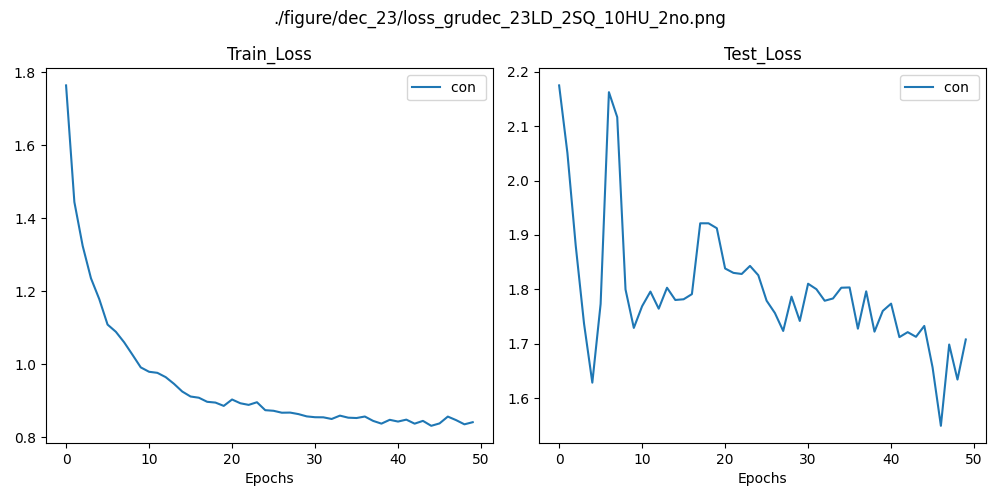 ./figure/dec_23/loss_grudec_23LD_2SQ_10HU_2no.png
Train_Loss
con
1.8
1.6
1.4
1.2
1.0
0.8
0 10 20 30 40 50
Epochs
Test_Loss
con
2.2
2.1
2.0
1.9
1.8
1.7
1.6
0 10 20 30 40 50
Epochs